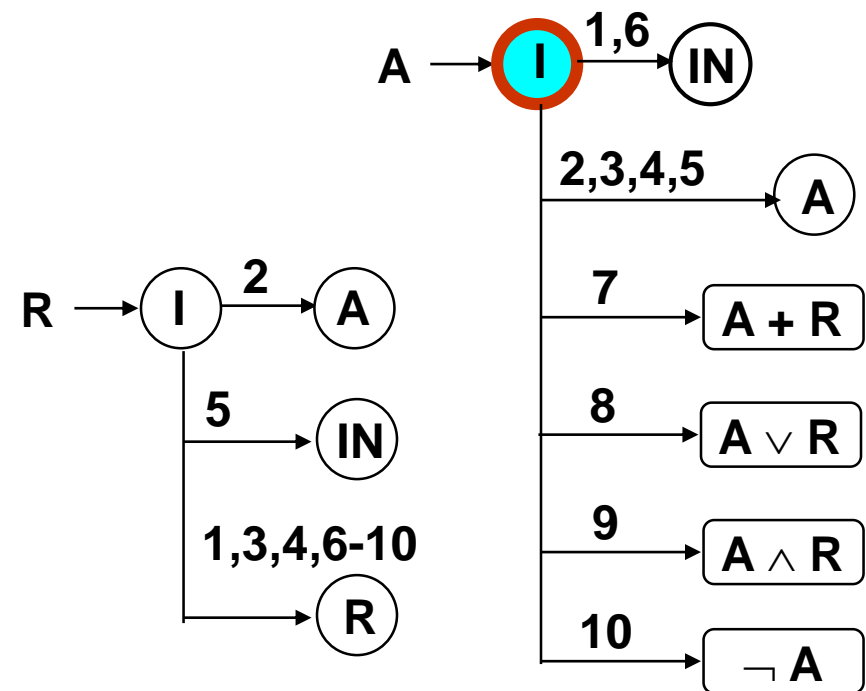 A I 1,6 IN
2,3,4,5 A
7 A + R
8 A ∨ R
9 A ∧ R
10 ¬ A
R I 2 A
5 IN
1,3,4,6-10
R